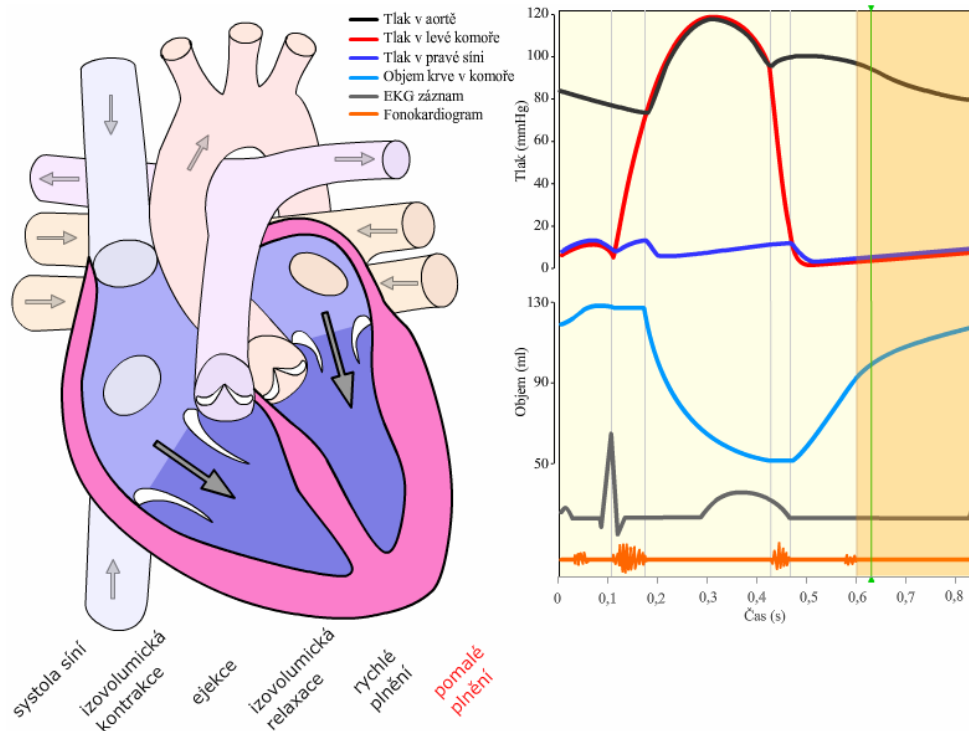 Tlak v aortě
Tlak v levé komoře
Tlak v pravé síni
Objem krve v komoře
EKG záznam
Fonokardiogram
120
100
80
60
40
20
0
Tlak (mmHg)
130
90
50
Objem (ml)
0
0,1
0,2
0,3
0,4
0,5
0,6
0,7
0,8
Čas (s)
systola síní
izovolumická
kontrakce
ejekce
izovolumická
relaxace
rychlé
plnění
pomalé
plnění